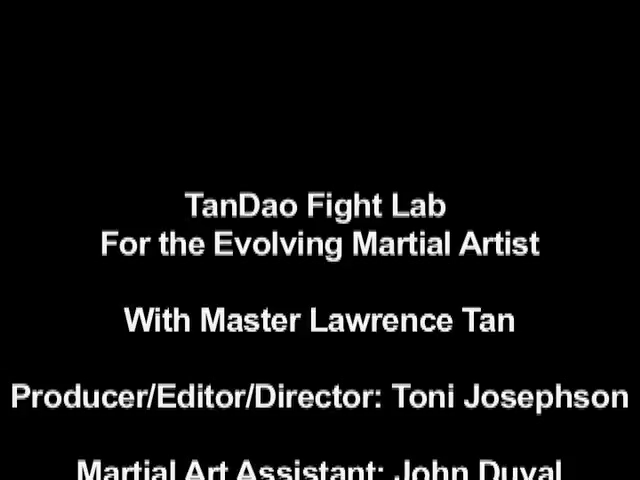 TanDao Fight Lab
For the Evolving Martial Artist
With Master Lawrence Tan
Producer/Editor/Director: Toni Josephson
Martial Art Assistant: John Duval